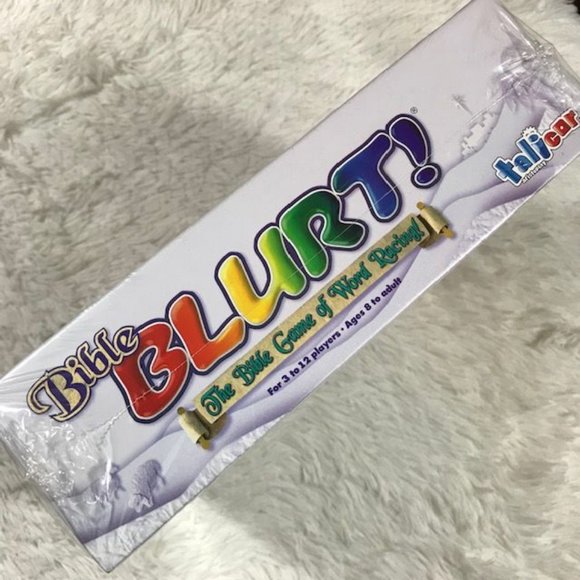 Bible
BLURT!®
The Bible Game of Word Racing!
For 3 to 12 players • Ages 8 to adult
talicor